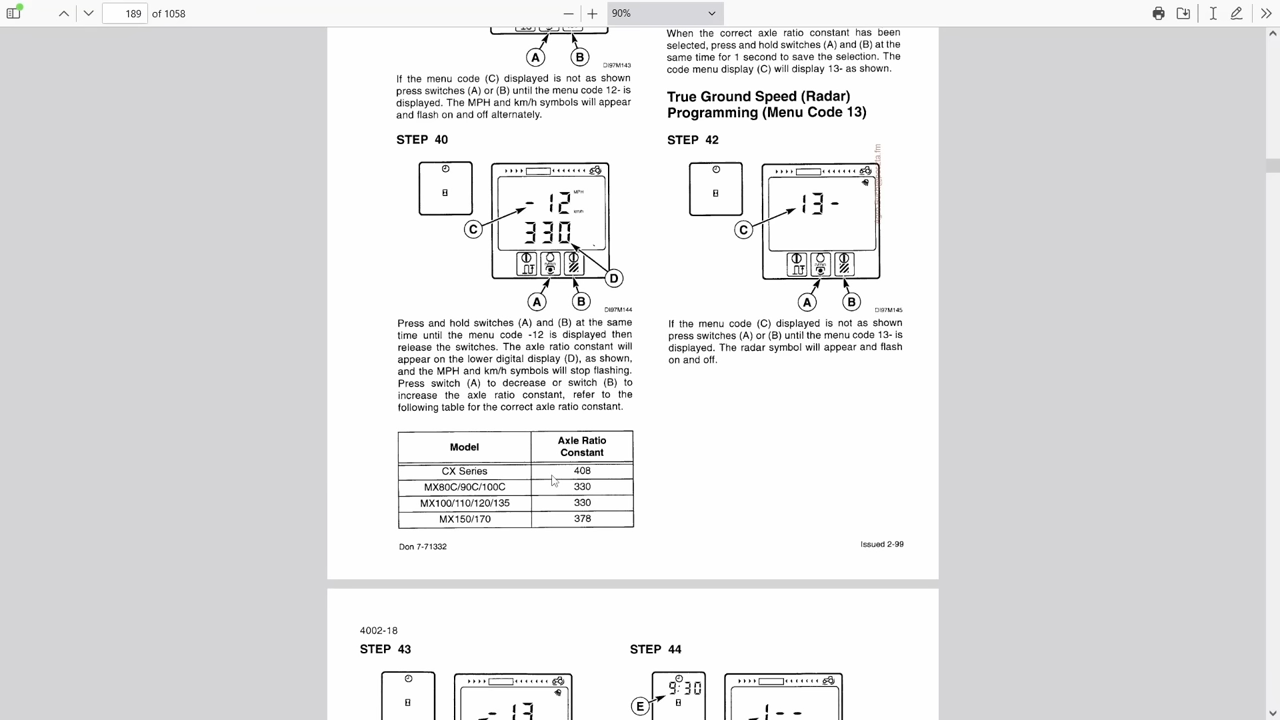 189 of 1058
90%
A B
DI97M143
If the menu code (C) displayed is not as shown
press switches (A) or (B) until the menu code 12- is
displayed. The MPH and km/h symbols will appear
and flash on and off alternately.
STEP 40
- 12
MPH
km/h
330
C
D
A B
DI97M144
Press and hold switches (A) and (B) at the same
time until the menu code -12 is displayed then
release the switches. The axle ratio constant will
appear on the lower digital display (D), as shown,
and the MPH and km/h symbols will stop flashing.
Press switch (A) to decrease or switch (B) to
increase the axle ratio constant, refer to the
following table for the correct axle ratio constant.
Model Axle Ratio
Constant
CX Series 408
MX80C/90C/100C 330
MX100/110/120/135 330
MX150/170 378
Don 7-71332
When the correct axle ratio constant has been
selected, press and hold switches (A) and (B) at the
same time for 1 second to save the selection. The
code menu display (C) will display 13- as shown.
True Ground Speed (Radar)
Programming (Menu Code 13)
STEP 42
13-
C
A B
DI97M145
If the menu code (C) displayed is not as shown
press switches (A) or (B) until the menu code 13- is
displayed. The radar symbol will appear and flash
on and off.
Issued 2-99
4002-18
STEP 43
-13
STEP 44
9:30
E
1--